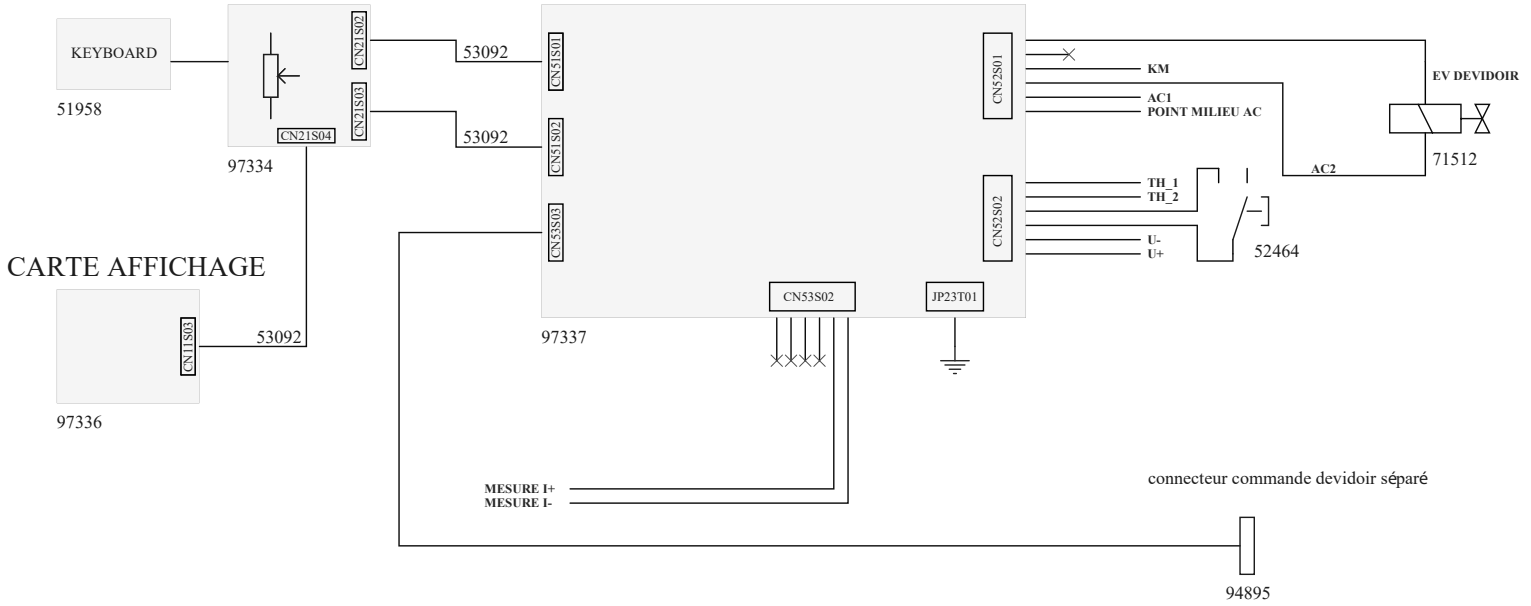 KEYBOARD
51958
CN21S02
CN21S03
CN21S04
97334
53092
53092
CN51S01
CN51S02
CN53S03
CN52S01
KM
AC1
POINT MILIEU AC
EV DEVIDOIR
71512
AC2
CN52S02
TH_1
TH_2
U-
U+
52464
CARTE AFFICHAGE
CN11S03
53092
97336
CN53S02
JP23T01
97337
MESURE I+
MESURE I-
connecteur commande devidoir séparé
94895